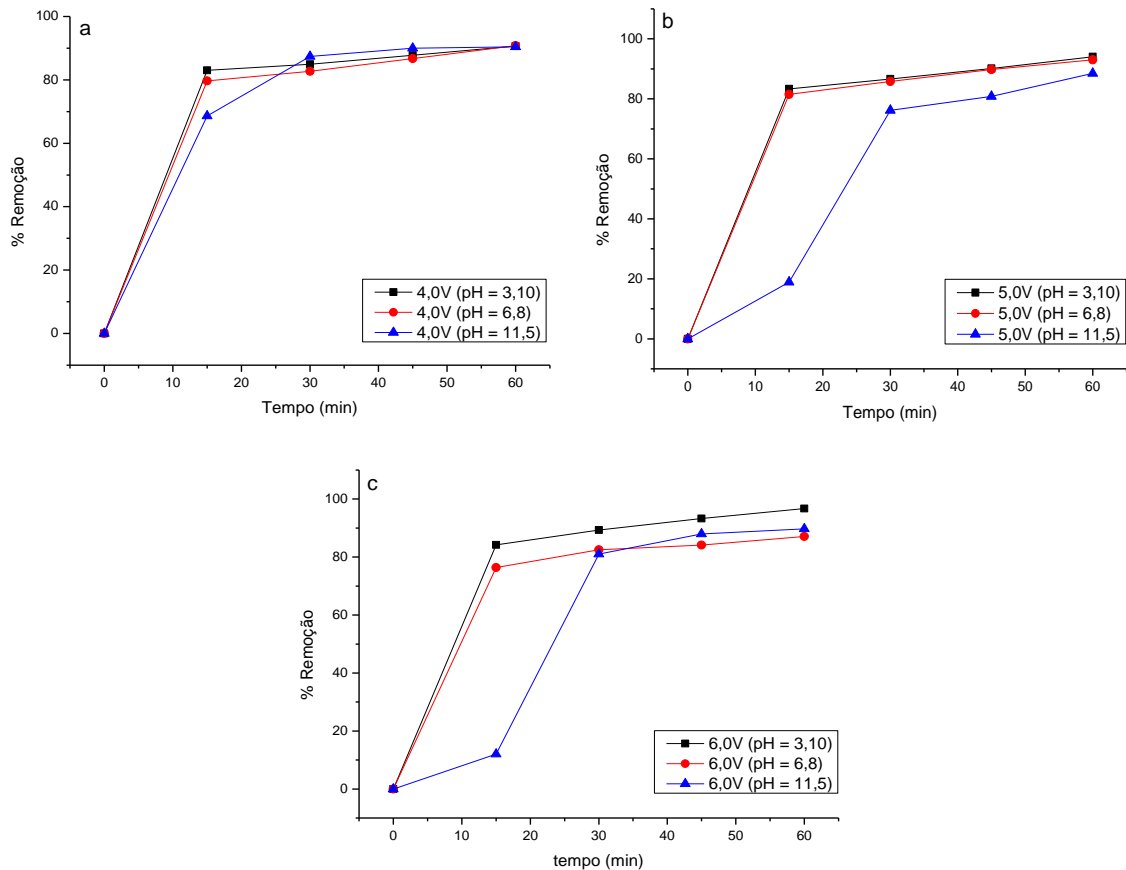 a
100
80
60
40
20
0
% Remoção
4,0V (pH = 3,10)
4,0V (pH = 6,8)
4,0V (pH = 11,5)
0 10 20 30 40 50 60
Tempo (min)
b
100
80
60
40
20
0
% Remoção
5,0V (pH = 3,10)
5,0V (pH = 6,8)
5,0V (pH = 11,5)
0 10 20 30 40 50 60
Tempo (min)
c
100
80
60
40
20
0
% Remoção
6,0V (pH = 3,10)
6,0V (pH = 6,8)
6,0V (pH = 11,5)
0 10 20 30 40 50 60
tempo (min)